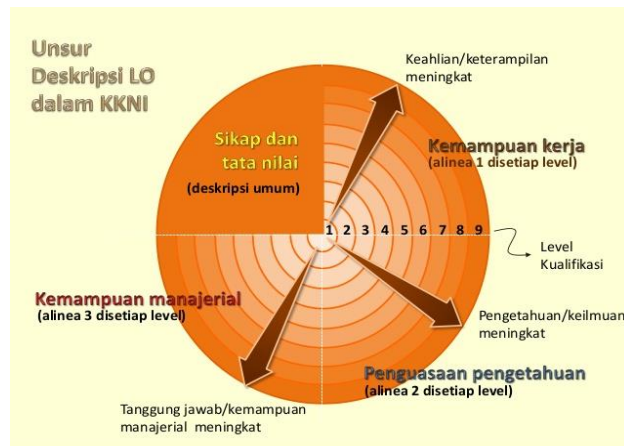 Unsur
Deskripsi LO
dalam KKNI
Keahlian/keterampilan
meningkat
Sikap dan
tata nilai
(deskripsi umum)
Kemampuan kerja
(alinea 1 disetiap level)
1 2 3 4 5 6 7 8 9
Level
Kualifikasi
Kemampuan manajerial
(alinea 3 disetiap level)
Pengetahuan/keilmuan
meningkat
Penguasaan pengetahuan
(alinea 2 disetiap level)
Tanggung jawab/kemampuan
manajerial meningkat